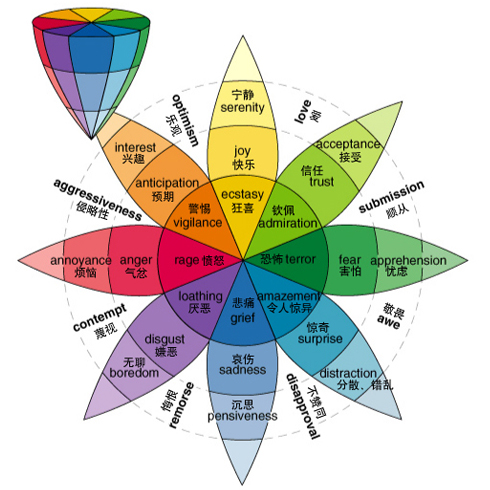 宁静
serenity
joy
快乐
ecstasy
狂喜
love
爱
acceptance
接受
信任
trust
钦佩
admiration
submission
顺从
恐怖 terror
fear
害怕
apprehension
忧虑
敬畏
awe
amazement
令人惊异
惊奇
surprise
distraction
分散、错乱
不赞同
disapproval
悲痛
grief
哀伤
sadness
沉思
pensiveness
悔恨
remorse
loathing
厌恶
disgust
嫌恶
无聊
boredom
contempt
蔑视
rage 愤怒
anger
气忿
annoyance
烦恼
aggressiveness
侵略性
警惕
vigilance
anticipation
预期
interest
兴趣
optimism
乐观